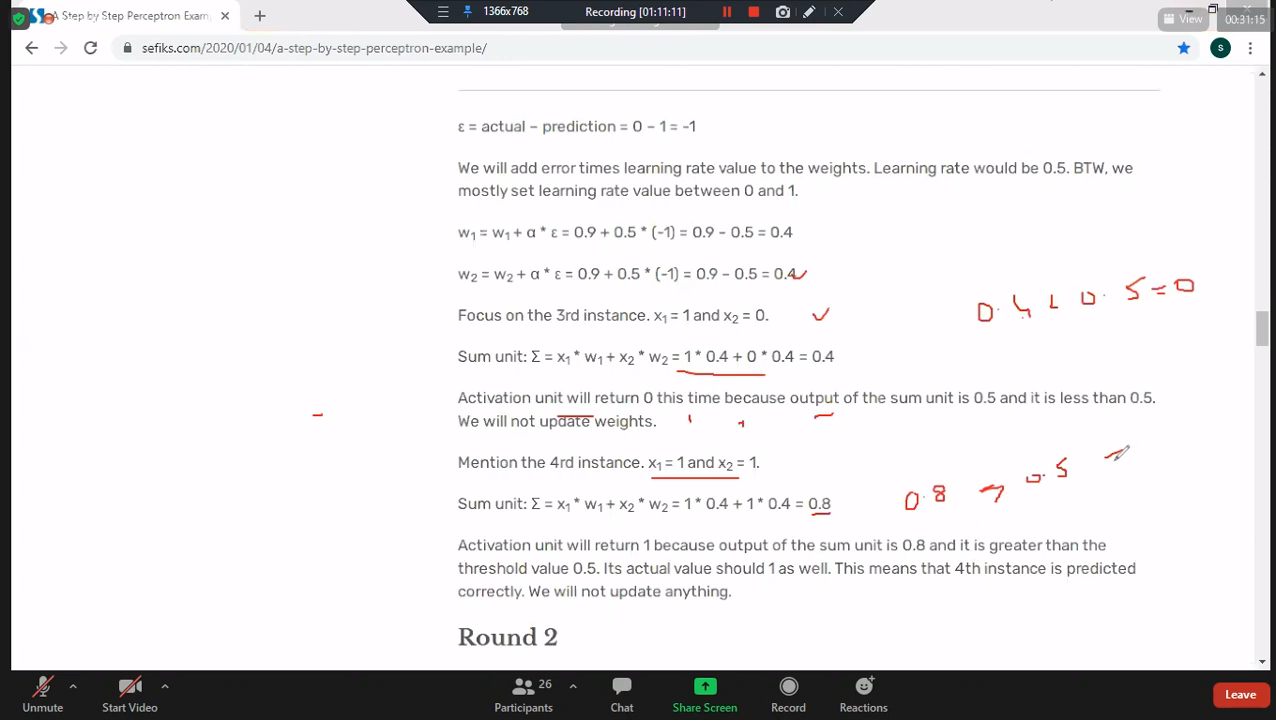 A Step by Step Perceptron Examp
1366x768
Recording [01:11:11]
View
00:31:15
sefiks.com/2020/01/04/a-step-by-step-perceptron-example/
S
ε = actual – prediction = 0 – 1 = -1
We will add error times learning rate value to the weights. Learning rate would be 0.5. BTW, we
mostly set learning rate value between 0 and 1.
w₁ = w₁ + α * ε = 0.9 + 0.5 * (-1) = 0.9 – 0.5 = 0.4
w₂ = w₂ + α * ε = 0.9 + 0.5 * (-1) = 0.9 – 0.5 = 0.4
0.4 < 0.5 = 0
Focus on the 3rd instance. x₁ = 1 and x₂ = 0.
Sum unit: Σ = x₁ * w₁ + x₂ * w₂ = 1 * 0.4 + 0 * 0.4 = 0.4
Activation unit will return 0 this time because output of the sum unit is 0.5 and it is less than 0.5.
We will not update weights.
Mention the 4rd instance. x₁ = 1 and x₂ = 1.
Sum unit: Σ = x₁ * w₁ + x₂ * w₂ = 1 * 0.4 + 1 * 0.4 = 0.8
0.8 > 0.5
Activation unit will return 1 because output of the sum unit is 0.8 and it is greater than the
threshold value 0.5. Its actual value should 1 as well. This means that 4th instance is predicted
correctly. We will not update anything.
Round 2
26
Unmute
Start Video
Participants
Chat
Share Screen
Record
Reactions
Leave